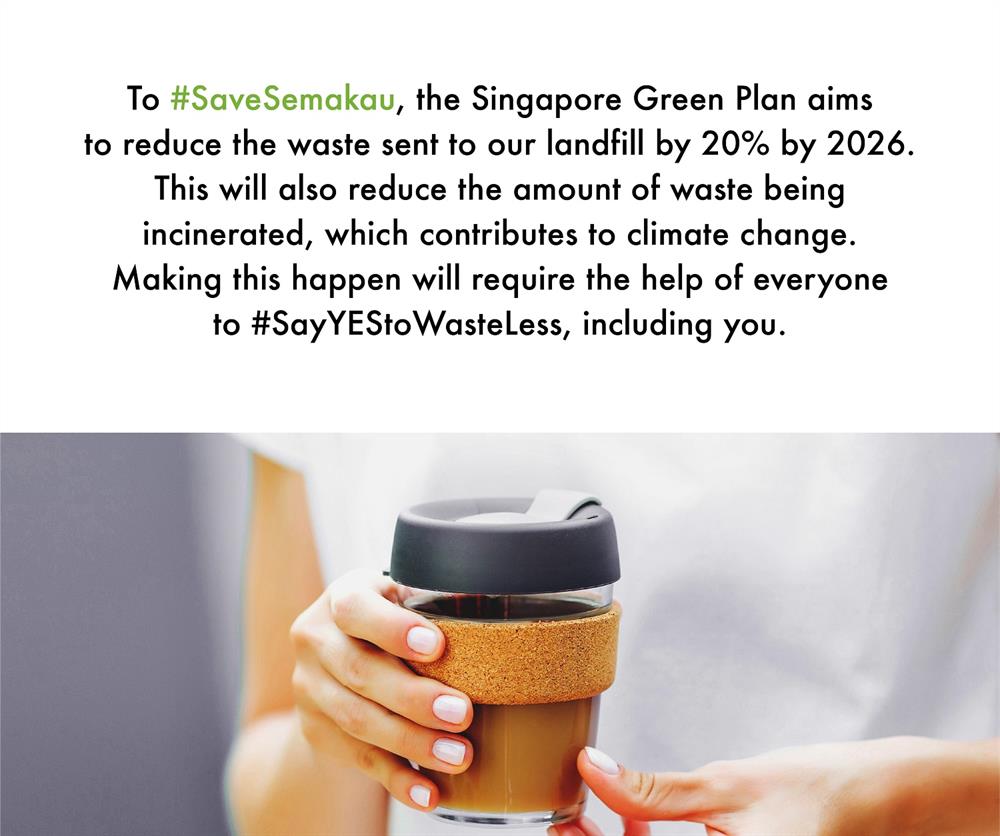 To #SaveSemakau, the Singapore Green Plan aims
to reduce the waste sent to our landfill by 20% by 2026.
This will also reduce the amount of waste being
incinerated, which contributes to climate change.
Making this happen will require the help of everyone
to #SayYEStoWasteLess, including you.